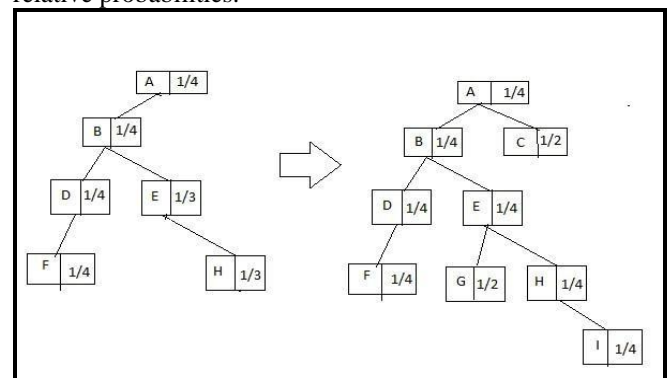 relative probabilities.
A 1/4
B 1/4
D 1/4 E 1/3
F 1/4 H 1/3
A 1/4
B 1/4 C 1/2
D 1/4 E 1/4
F 1/4 G 1/2 H 1/4
I 1/4